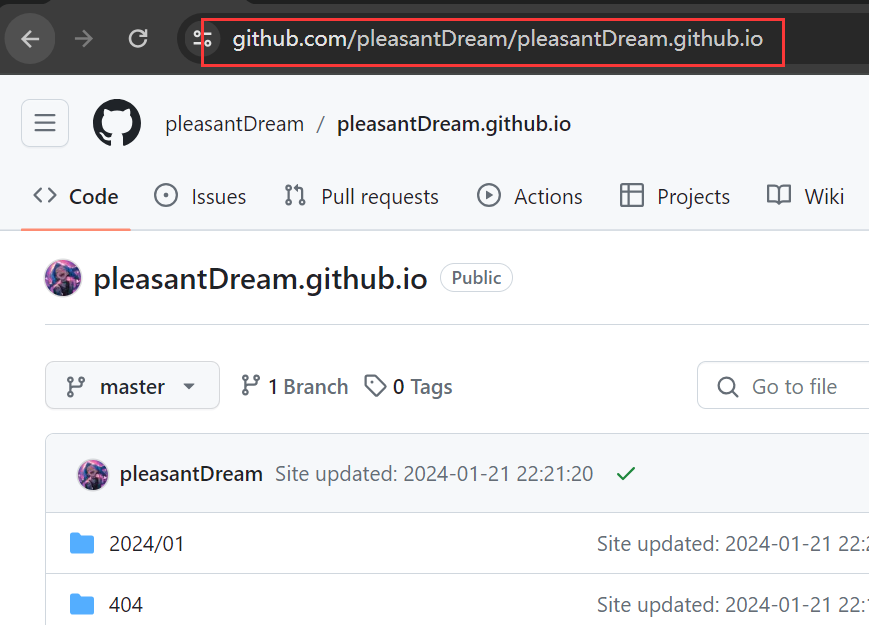 github.com/pleasantDream/pleasantDream.github.io
pleasantDream / pleasantDream.github.io
Code Issues Pull requests Actions Projects Wiki
pleasantDream.github.io Public
master 1 Branch 0 Tags Go to file
pleasantDream Site updated: 2024-01-21 22:21:20
2024/01 Site updated: 2024-01-21 22:2
404 Site updated: 2024-01-21 22: